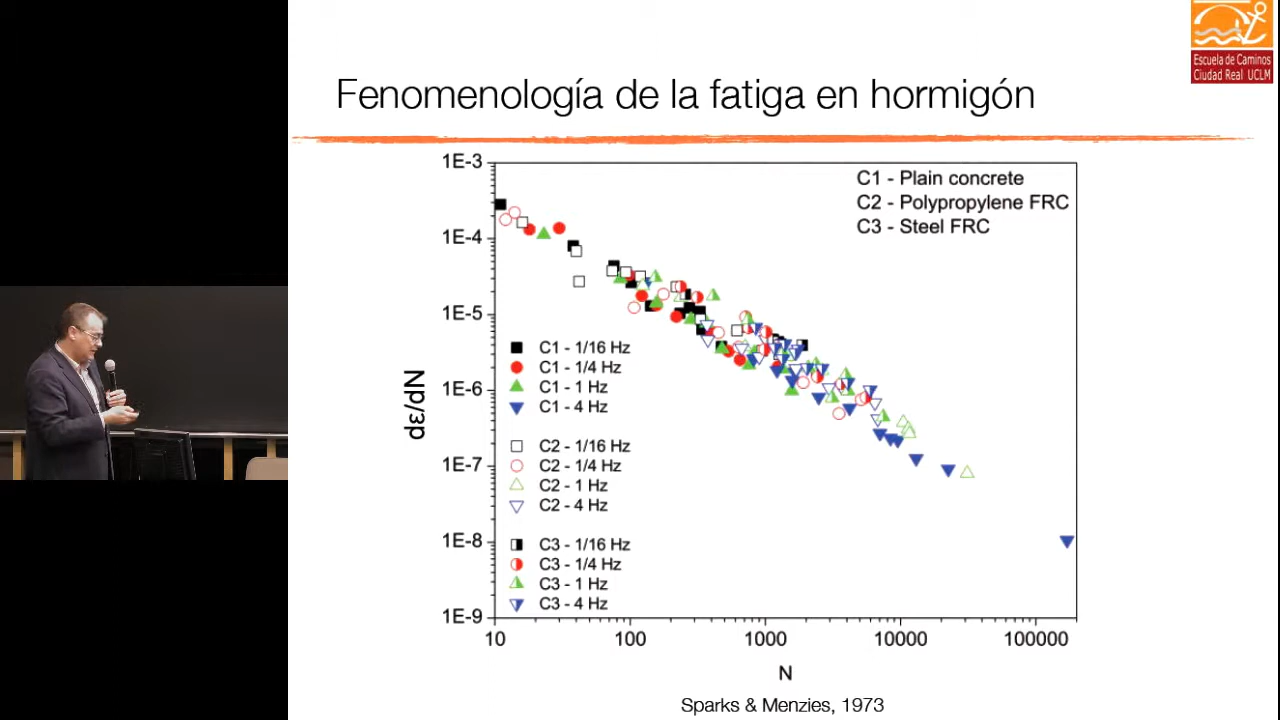 Escuela de Caminos
Ciudad Real UCLM
Fenomenología de la fatiga en hormigón
1E-3
1E-4
1E-5
1E-6
1E-7
1E-8
1E-9
dε/dN
C1 - Plain concrete
C2 - Polypropylene FRC
C3 - Steel FRC
C1 - 1/16 Hz
C1 - 1/4 Hz
C1 - 1 Hz
C1 - 4 Hz
C2 - 1/16 Hz
C2 - 1/4 Hz
C2 - 1 Hz
C2 - 4 Hz
C3 - 1/16 Hz
C3 - 1/4 Hz
C3 - 1 Hz
C3 - 4 Hz
10 100 1000 10000 100000
N
Sparks & Menzies, 1973